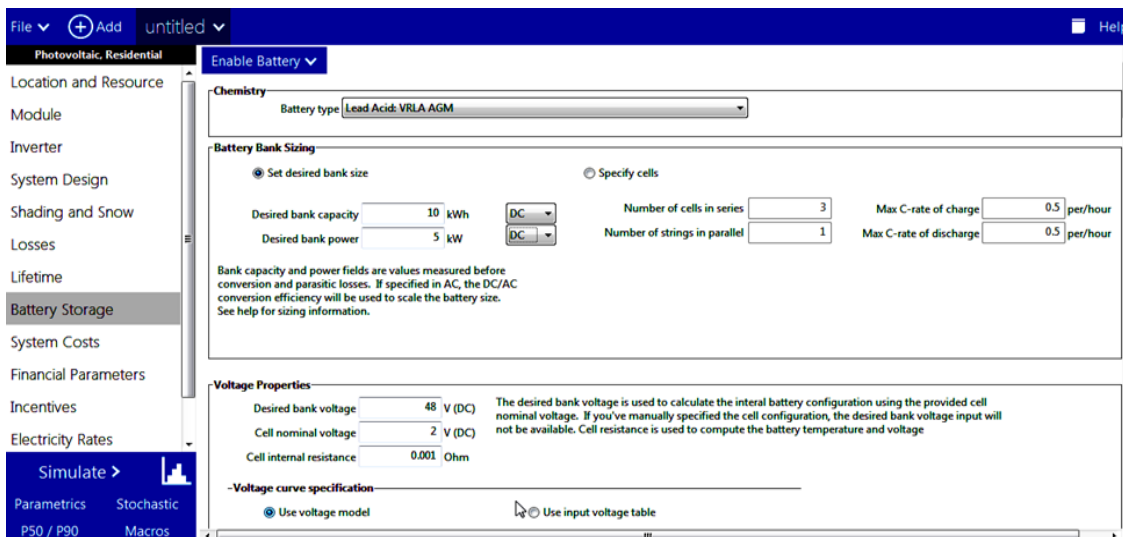 File Add untitled Help
Photovoltaic, Residential
Location and Resource
Module
Inverter
System Design
Shading and Snow
Losses
Lifetime
Battery Storage
System Costs
Financial Parameters
Incentives
Electricity Rates
Simulate >
Parametrics Stochastic
P50 / P90 Macros
Enable Battery
Chemistry
Battery type Lead Acid: VRLA AGM
Battery Bank Sizing
Set desired bank size Specify cells
Desired bank capacity 10 kWh DC Number of cells in series 3 Max C-rate of charge 0.5 per/hour
Desired bank power 5 kW DC Number of strings in parallel 1 Max C-rate of discharge 0.5 per/hour
Bank capacity and power fields are values measured before
conversion and parasitic losses. If specified in AC, the DC/AC
conversion efficiency will be used to scale the battery size.
See help for sizing information.
Voltage Properties
Desired bank voltage 48 V (DC)
Cell nominal voltage 2 V (DC)
Cell internal resistance 0.001 Ohm
The desired bank voltage is used to calculate the interal battery configuration using the provided cell
nominal voltage. If you've manually specified the cell configuration, the desired bank voltage input will
not be available. Cell resistance is used to compute the battery temperature and voltage
Voltage curve specification
Use voltage model Use input voltage table